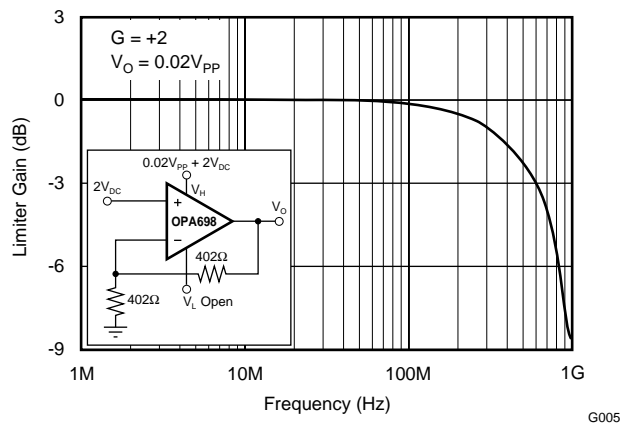 3
G = +2
V_O = 0.02V_PP
0
0.02V_PP + 2V_DC
2V_DC
V_H
V_O
+
OPA698
−
402Ω
402Ω
V_L Open
-3
-6
-9
Limiter Gain (dB)
1M
10M
100M
1G
Frequency (Hz)
G005